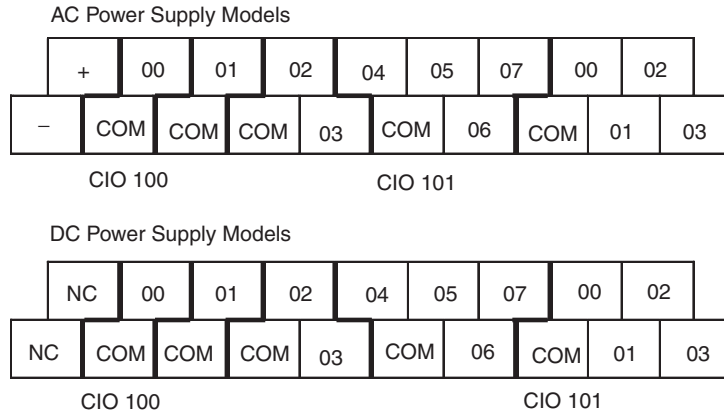 AC Power Supply Models
+ 00 01 02 04 05 07 00 02
− COM COM COM 03 COM 06 COM 01 03
CIO 100 CIO 101
DC Power Supply Models
NC 00 01 02 04 05 07 00 02
NC COM COM COM 03 COM 06 COM 01 03
CIO 100 CIO 101